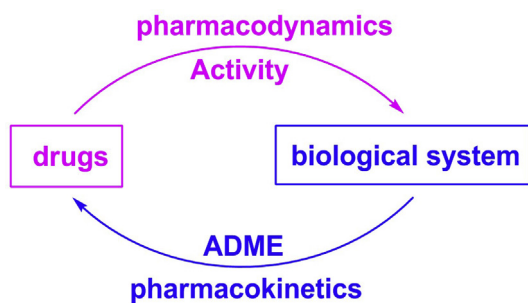 pharmacodynamics
Activity
drugs
biological system
ADME
pharmacokinetics